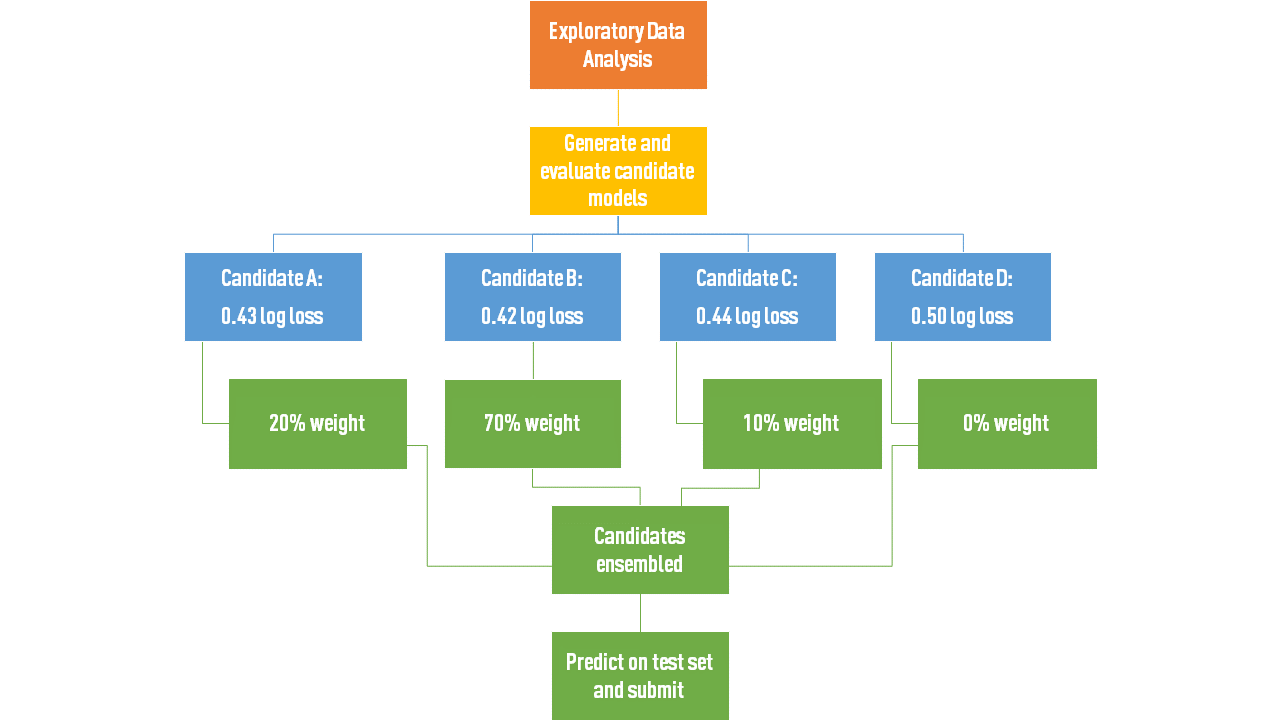 Exploratory Data
Analysis
Generate and
evaluate candidate
models
Candidate A:
0.43 log loss
Candidate B:
0.42 log loss
Candidate C:
0.44 log loss
Candidate D:
0.50 log loss
20% weight
70% weight
10% weight
0% weight
Candidates
ensembled
Predict on test set
and submit